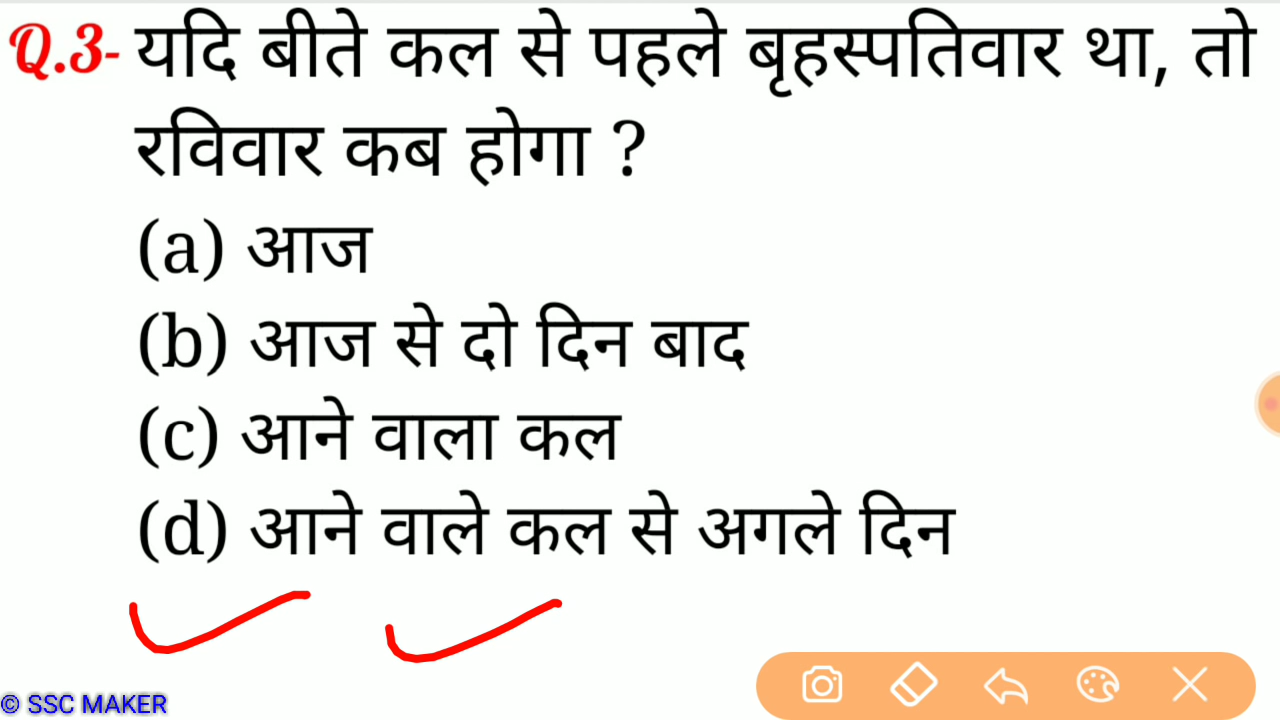 Q.3- यदि बीते कल से पहले बृहस्पतिवार था, तो
रविवार कब होगा ?
(a) आज
(b) आज से दो दिन बाद
(c) आने वाला कल
(d) आने वाले कल से अगले दिन
© SSC MAKER